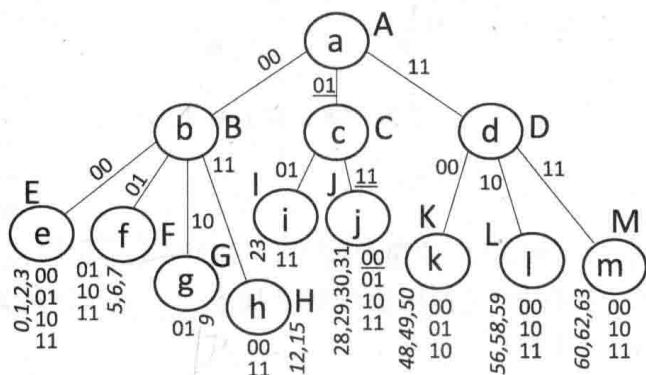 a A
00 01 11
b B c C d D
00 01 10 11 01 11 00 10 11
E I J K L M
e f F i j k l m
g G
h H
0,1,2,3 00 01 10 11
01 10 11 5,6,7
01 9
00 11 12,15
23 11
28,29,30,31 00 01 10 11
48,49,50 00 01 10
56,58,59 00 10 11
60,62,63 00 10 11